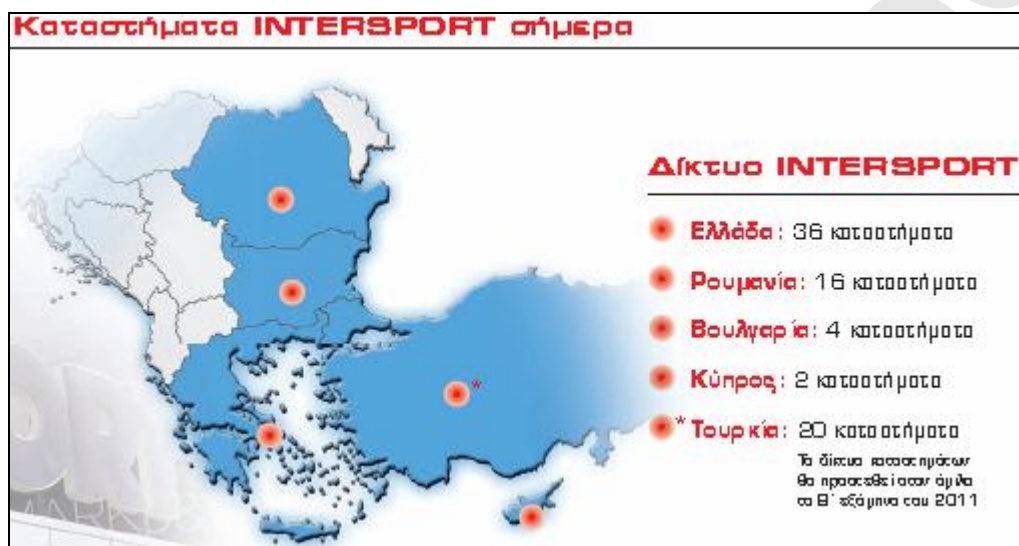 Καταστήματα INTERSPORT σήμερα
Δίκτυο INTERSPORT
Ελλάδα: 36 καταστήματα
Ρουμανία: 16 καταστήματα
Βουλγαρία: 4 καταστήματα
Κύπρος: 2 καταστήματα
* Τουρκία: 20 καταστήματα
Το δίκτυο καταστημάτων
θα προστεθεί στον όμιλο
το Β΄ εξάμηνο του 2011
*